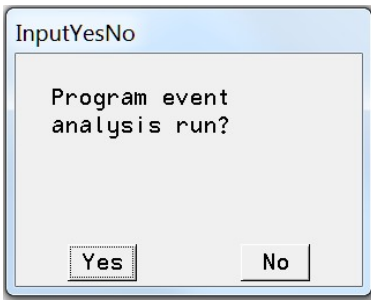 InputYesNo
Program event
analysis run?
Yes No